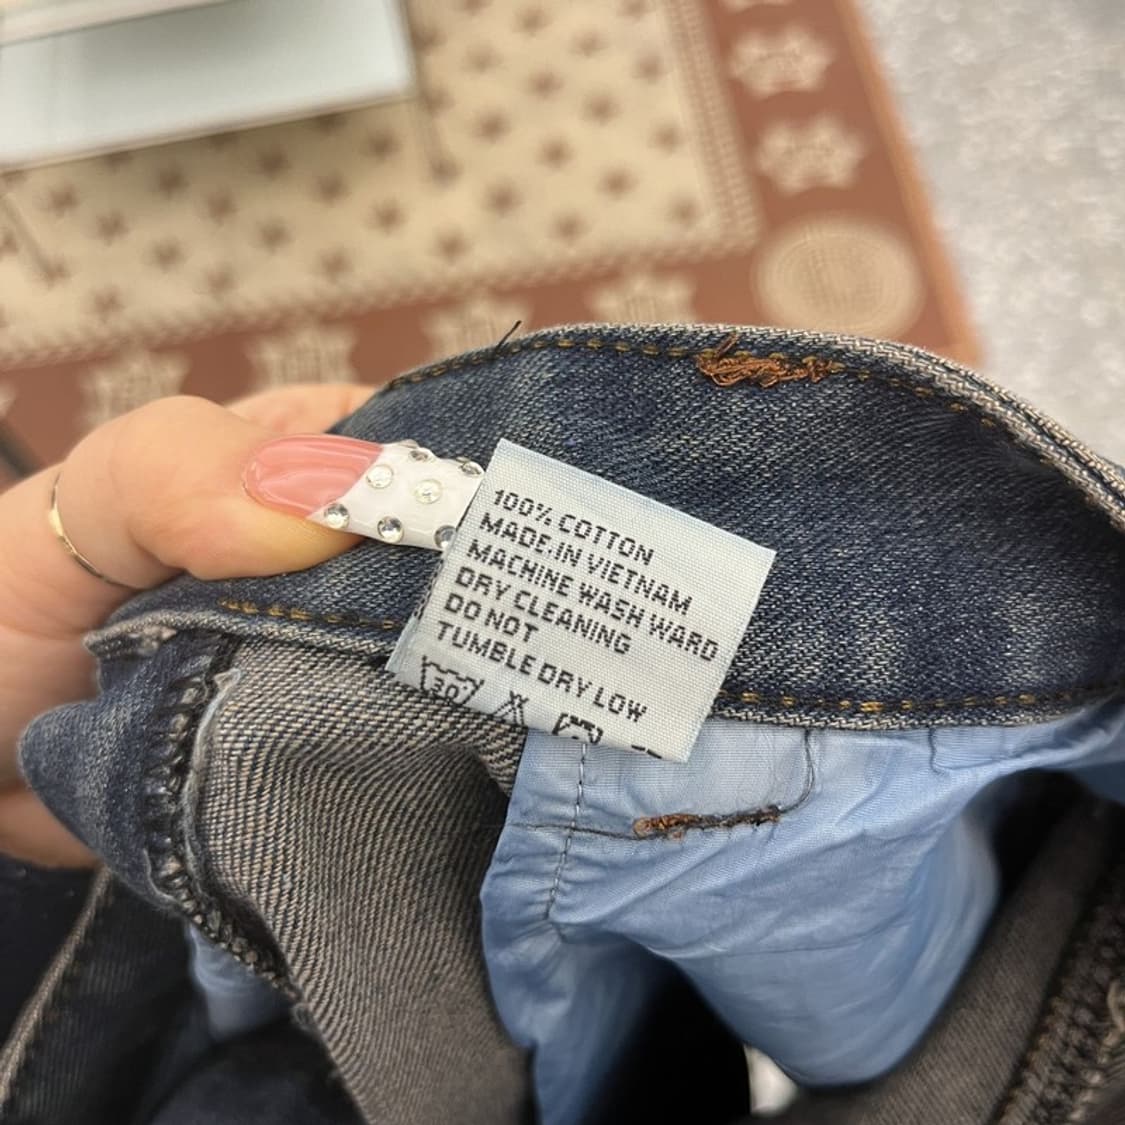 100% COTTON
MADE IN VIETNAM
MACHINE WASH WARD
DRY CLEANING
DO NOT
TUMBLE DRY LOW
30